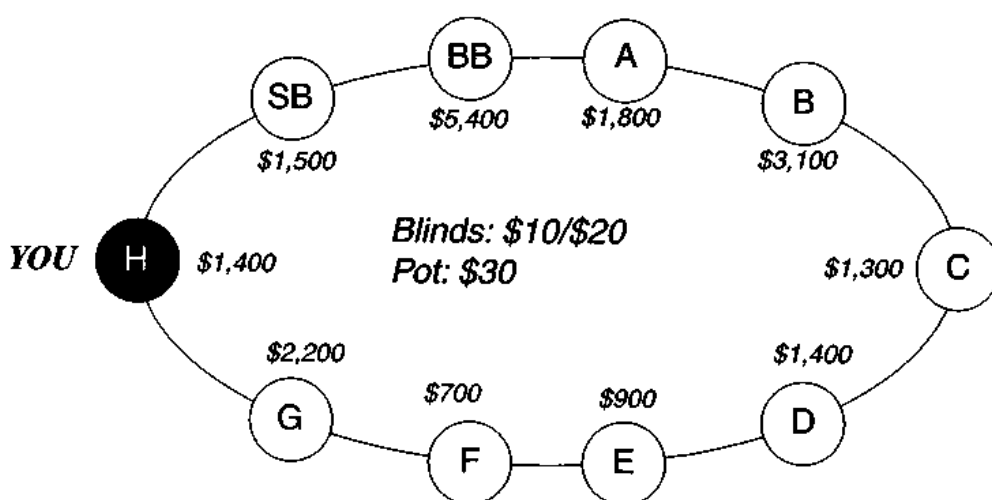 BB
A
SB
B
$5,400
$1,800
$1,500
$3,100
Blinds: $10/$20
Pot: $30
YOU
H
$1,400
$1,300
C
$2,200
$1,400
$700
$900
G
F
E
D